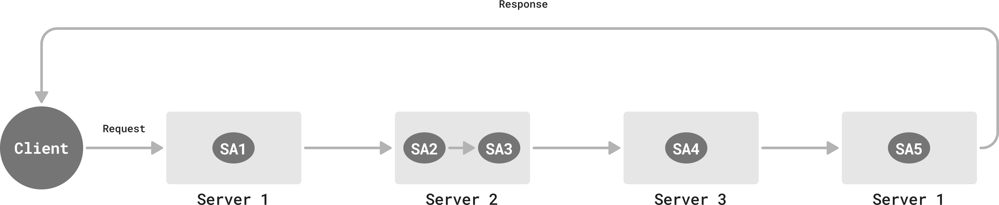 Response
Client
Request
SA1
SA2
SA3
SA4
SA5
Server 1
Server 2
Server 3
Server 1